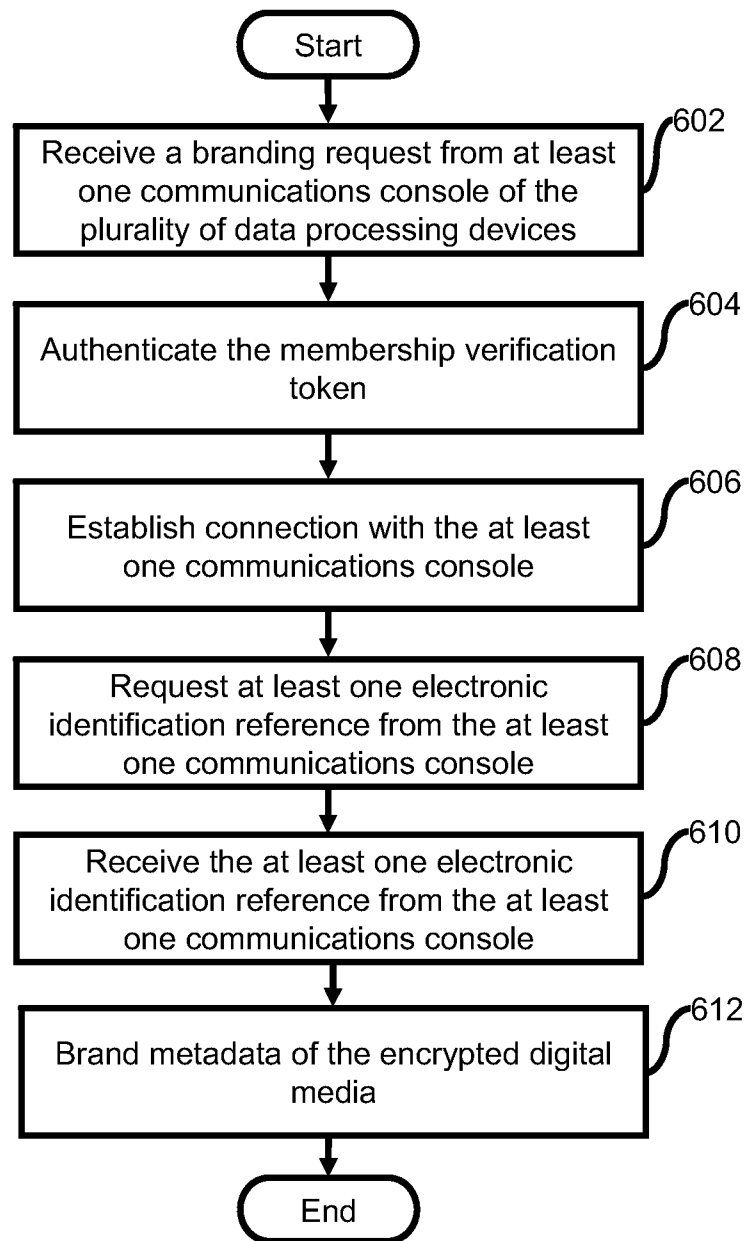 Start
602
Receive a branding request from at least
one communications console of the
plurality of data processing devices
604
Authenticate the membership verification
token
606
Establish connection with the at least
one communications console
608
Request at least one electronic
identification reference from the at least
one communications console
610
Receive the at least one electronic
identification reference from the at least
one communications console
612
Brand metadata of the encrypted digital
media
End